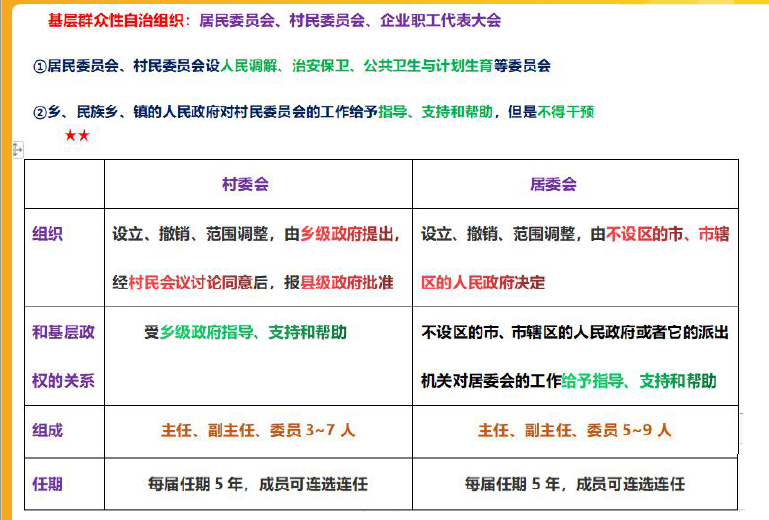 基层群众性自治组织：居民委员会、村民委员会、企业职工代表大会
①居民委员会、村民委员会设人民调解、治安保卫、公共卫生与计划生育等委员会
②乡、民族乡、镇的人民政府对村民委员会的工作给予指导、支持和帮助，但是不得干预
★★
村委会
居委会
组织
设立、撤销、范围调整，由乡级政府提出，
经村民会议讨论同意后，报县级政府批准
设立、撤销、范围调整，由不设区的市、市辖
区的人民政府决定
和基层政
权的关系
受乡级政府指导、支持和帮助
不设区的市、市辖区的人民政府或者它的派出
机关对居委会的工作给予指导、支持和帮助
组成
主任、副主任、委员 3~7 人
主任、副主任、委员 5~9 人
任期
每届任期 5 年，成员可连选连任
每届任期 5 年，成员可连选连任